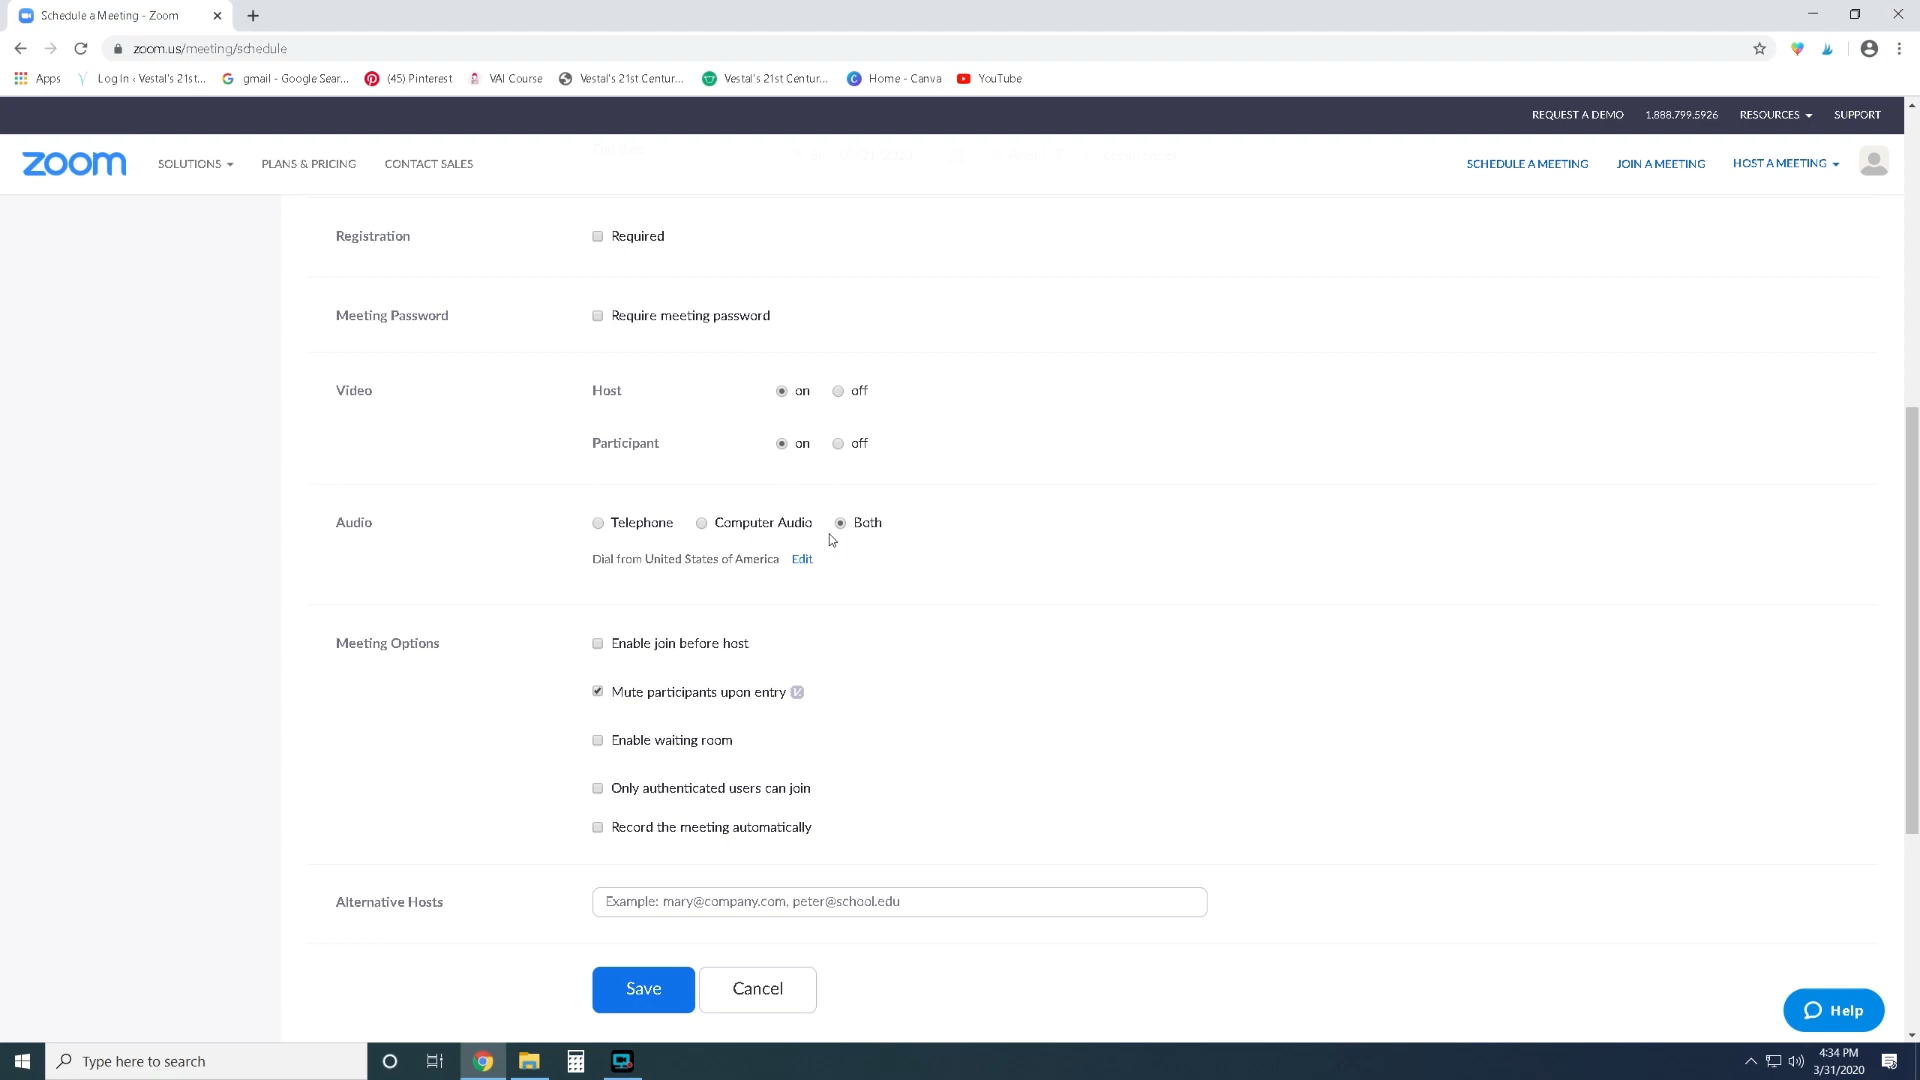 Schedule a Meeting - Zoom
zoom.us/meeting/schedule
Apps Log In ‹ Vestal's 21st... gmail - Google Sear... (45) Pinterest VAI Course Vestal's 21st Centur... Vestal's 21st Centur... Home - Canva YouTube
REQUEST A DEMO 1.888.799.5926 RESOURCES SUPPORT
zoom SOLUTIONS PLANS & PRICING CONTACT SALES SCHEDULE A MEETING JOIN A MEETING HOST A MEETING
Registration Required
Meeting Password Require meeting password
Video Host on off
Participant on off
Audio Telephone Computer Audio Both
Dial from United States of America Edit
Meeting Options Enable join before host
Mute participants upon entry
Enable waiting room
Only authenticated users can join
Record the meeting automatically
Alternative Hosts Example: mary@company.com, peter@school.edu
Save Cancel
Help
Type here to search
4:34 PM
3/31/2020